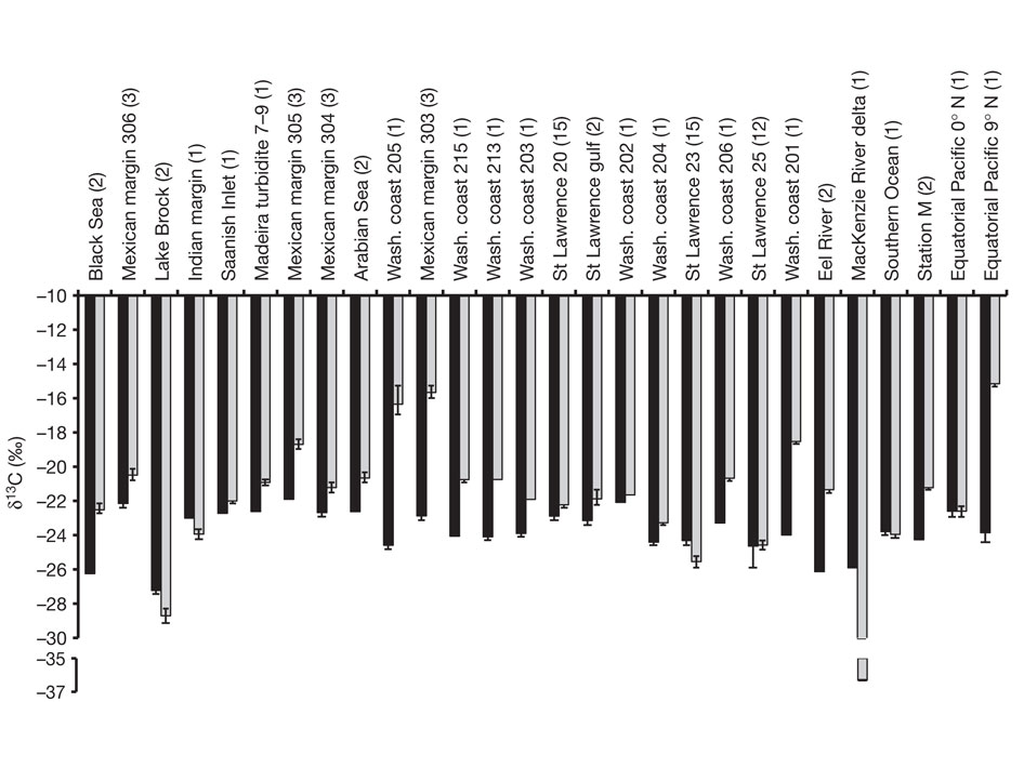 Black Sea (2)
Mexican margin 306 (3)
Lake Brock (2)
Indian margin (1)
Saanish Inlet (1)
Madeira turbidite 7–9 (1)
Mexican margin 305 (3)
Mexican margin 304 (3)
Arabian Sea (2)
Wash. coast 205 (1)
Mexican margin 303 (3)
Wash. coast 215 (1)
Wash. coast 213 (1)
Wash. coast 203 (1)
St Lawrence 20 (15)
St Lawrence gulf (2)
Wash. coast 202 (1)
Wash. coast 204 (1)
St Lawrence 23 (15)
Wash. coast 206 (1)
St Lawrence 25 (12)
Wash. coast 201 (1)
Eel River (2)
MacKenzie River delta (1)
Southern Ocean (1)
Station M (2)
Equatorial Pacific 0° N (1)
Equatorial Pacific 9° N (1)
–10
–12
–14
–16
–18
–20
–22
–24
–26
–28
–30
–35
–37
δ13C (‰)